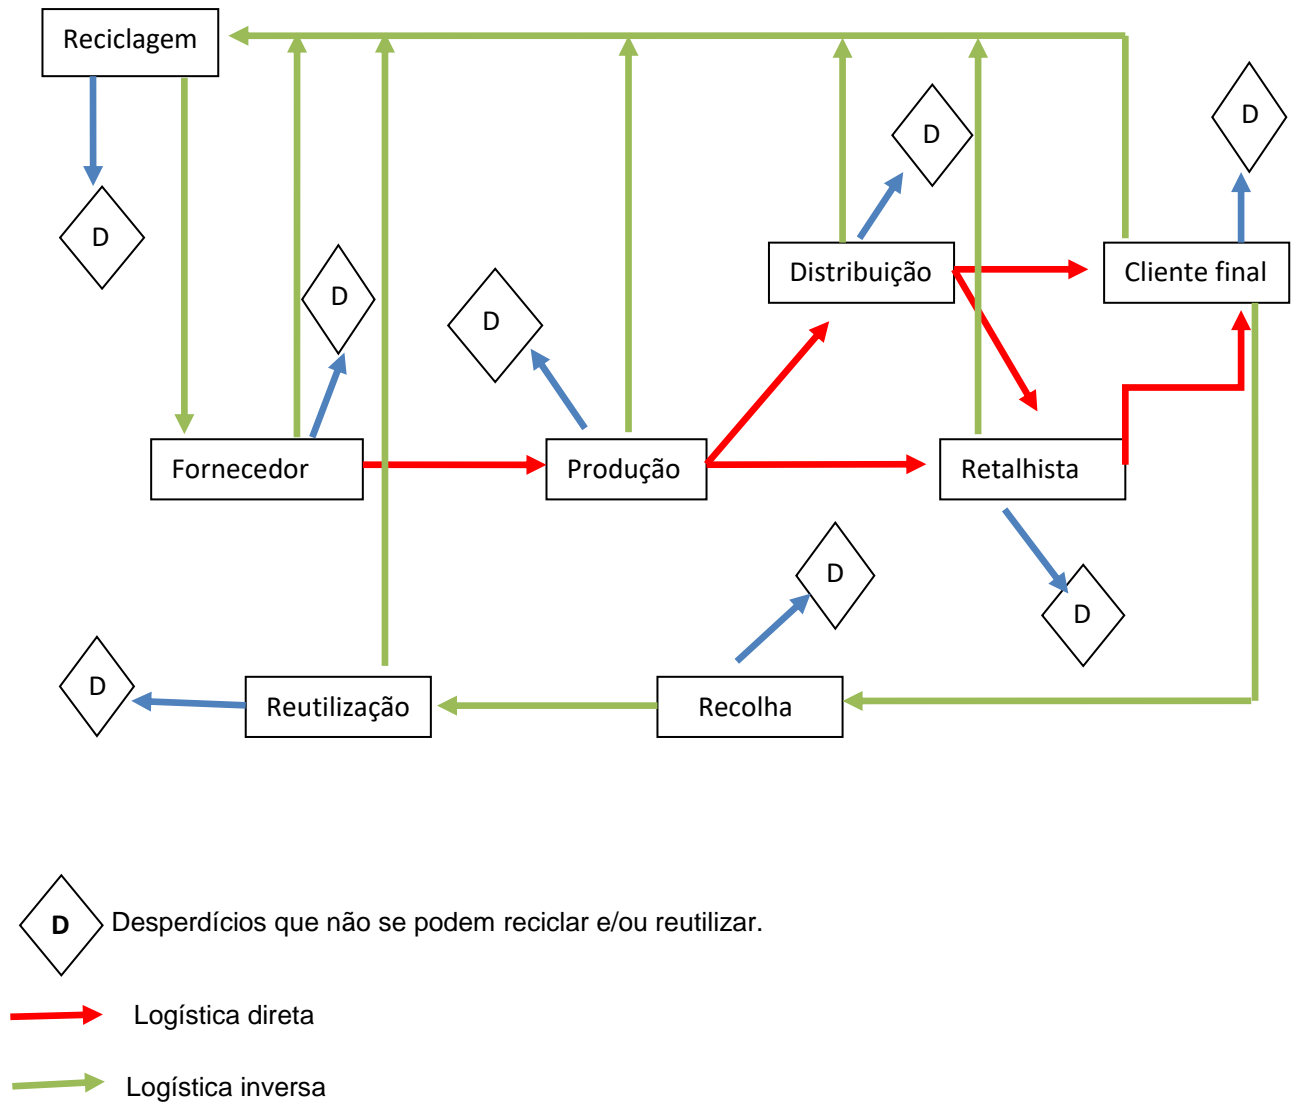 Reciclagem
D
D
D
Distribuição
Cliente final
D
D
D
Fornecedor
Produção
Retalhista
D
D
D
Reutilização
Recolha
D Desperdícios que não se podem reciclar e/ou reutilizar.
Logística direta
Logística inversa